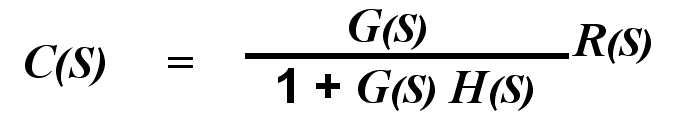 C(S) = G(S) / 1 + G(S) H(S) R(S)